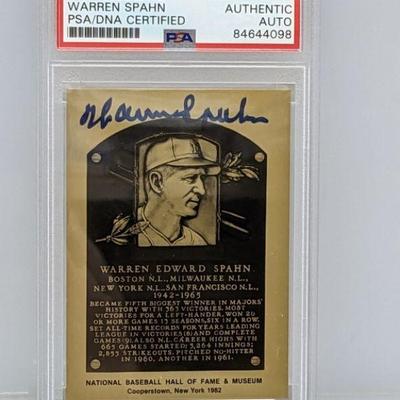 WARREN SPAHN
PSA/DNA CERTIFIED
AUTHENTIC
AUTO
84644098
PSA
Warren Spahn
WARREN EDWARD SPAHN
BOSTON N.L., MILWAUKEE N.L.,
NEW YORK N.L., SAN FRANCISCO N.L.,
1942-1965
BECAME FIFTH BIGGEST WINNER IN MAJORS'
HISTORY WITH 363 VICTORIES. MOST
VICTORIES FOR A LEFT-HANDER, WON 20
OR MORE GAMES 13 SEASONS, SIX IN A ROW.
SET ALL-TIME RECORDS FOR YEARS LEADING
LEAGUE IN VICTORIES (8) AND COMPLETE
GAMES (9). ALSO N.L. CAREER HIGHS WITH
665 GAMES STARTED; 5,264 INNINGS;
2,853 STRIKEOUTS. PITCHED NO-HITTER
IN 1960, ANOTHER IN 1961.
NATIONAL BASEBALL HALL OF FAME & MUSEUM
Cooperstown, New York 1982